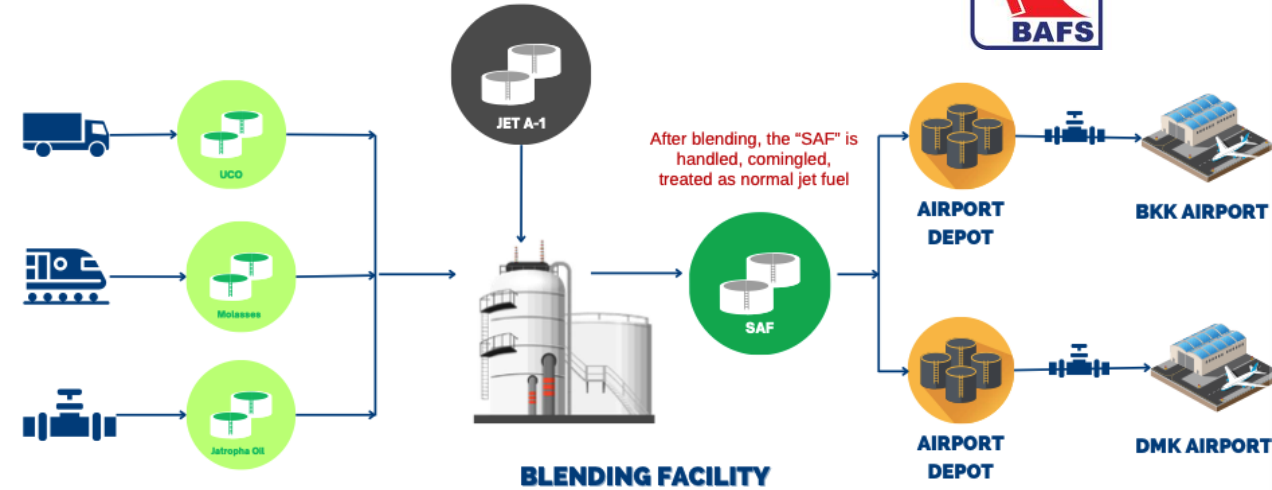 BAFS
JET A-1
UCO
After blending, the “SAF” is
handled, comingled,
treated as normal jet fuel
AIRPORT
DEPOT
BKK AIRPORT
Molasses
SAF
Jatropha Oil
AIRPORT
DEPOT
DMK AIRPORT
BLENDING FACILITY